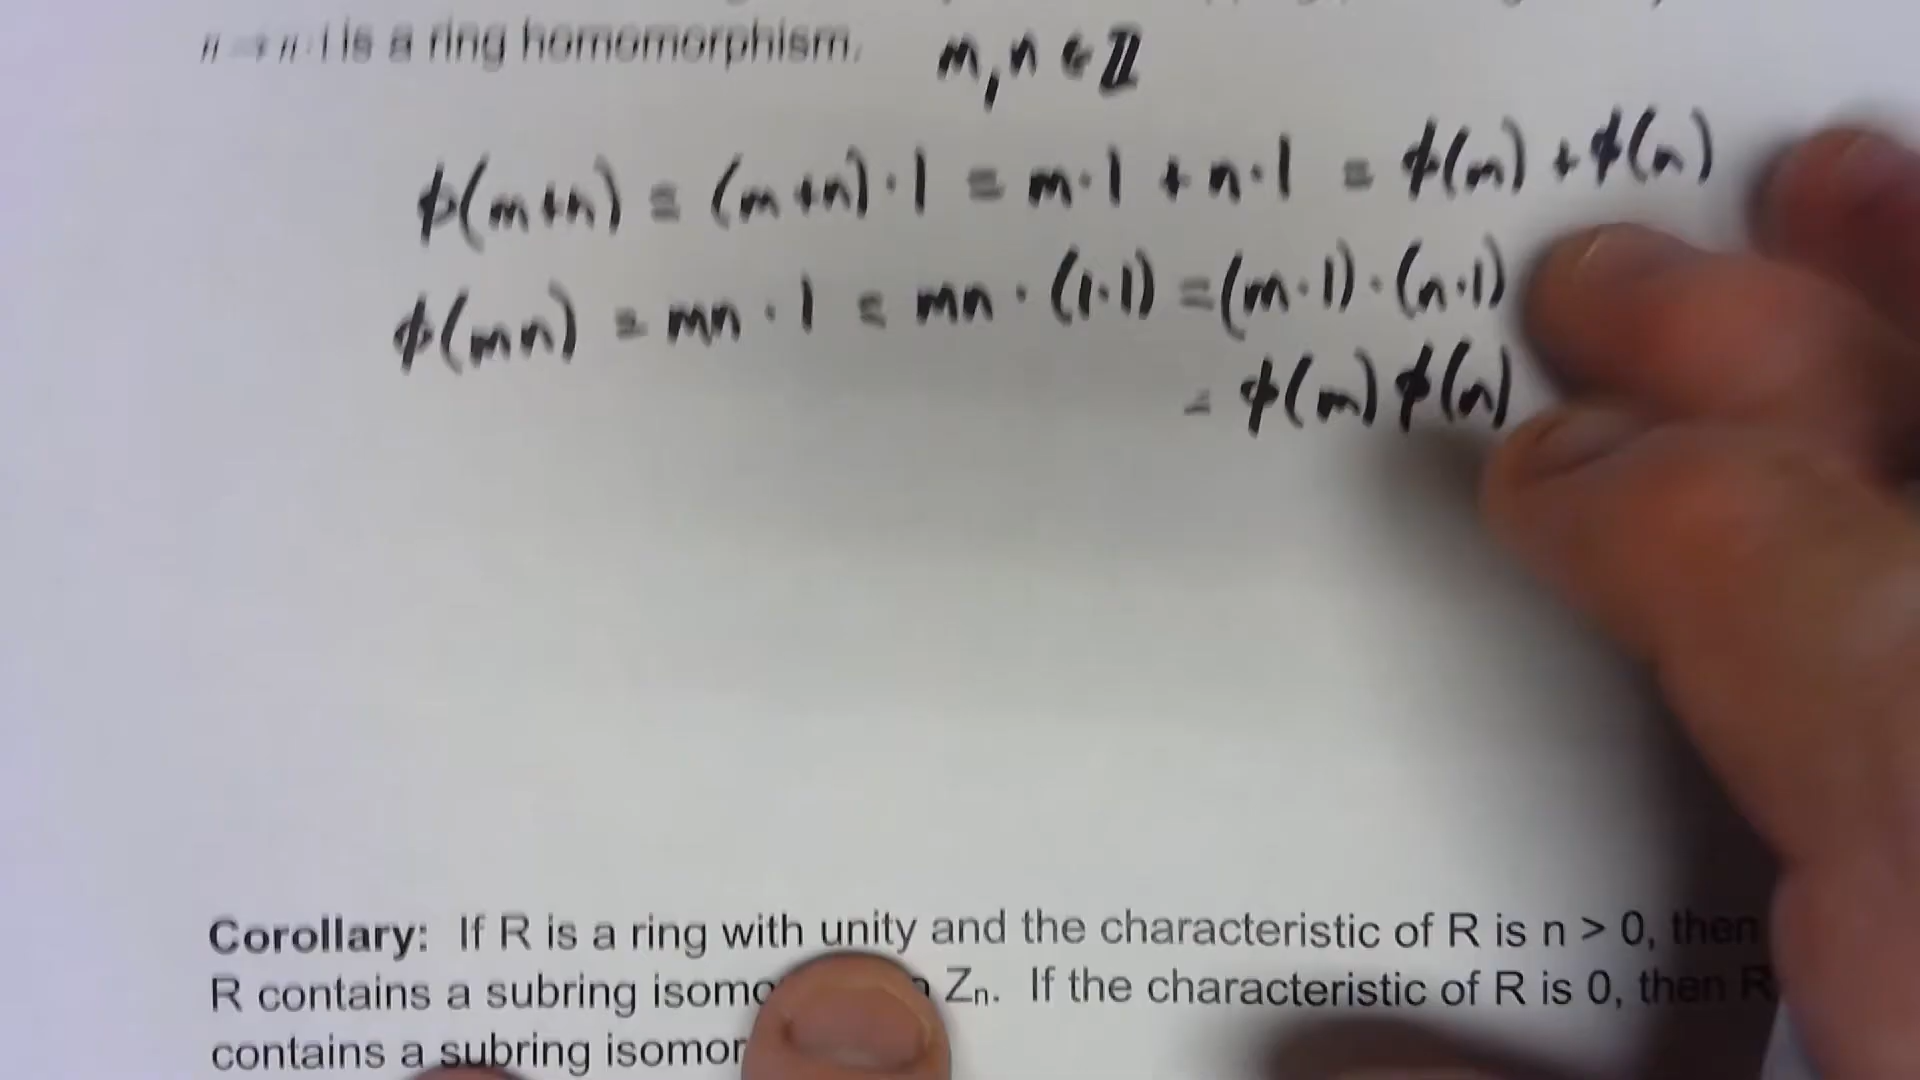 n → n·1 is a ring homomorphism. m, n ∈ ℤ
ϕ(m+n) = (m+n)·1 = m·1 + n·1 = ϕ(m) + ϕ(n)
ϕ(mn) = mn·1 = mn·(1·1) = (m·1)·(n·1)
= ϕ(m) ϕ(n)
Corollary: If R is a ring with unity and the characteristic of R is n > 0, then
R contains a subring Zn. If the characteristic of R is 0, then R
contains a subring